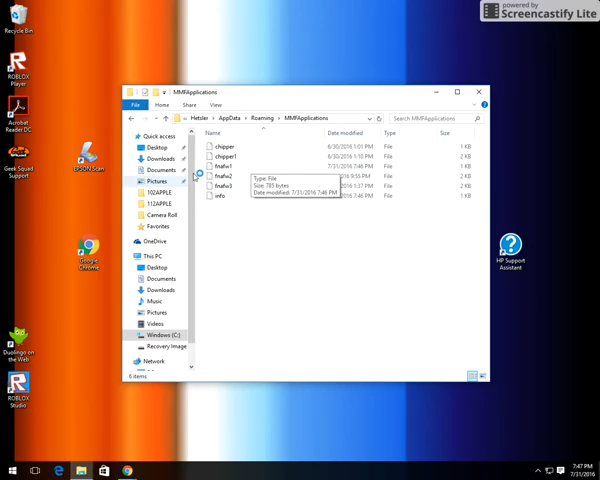 powered by
Screencastify Lite
Recycle Bin
ROBLOX
Player
Acrobat
Reader DC
Geek Squad
Support
EPSON Scan
Google
Chrome
Duolingo on
the Web
ROBLOX
Studio
HP Support
Assistant
MMFApplications
File Home Share View
Hetsler AppData Roaming MMFApplications
Search MMFApplications
Name Date modified Type Size
chipper 6/30/2016 1:01 PM File 1 KB
chipper1 6/30/2016 1:10 PM File 2 KB
fnafw1 7/31/2016 7:46 PM File 1 KB
fnafw2 9:55 PM File 2 KB
fnafw3 1:37 PM File 2 KB
info 7/31/2016 7:46 PM File 1 KB
Type: File
Size: 785 bytes
Date modified: 7/31/2016 7:46 PM
Quick access
Desktop
Downloads
Documents
Pictures
102APPLE
112APPLE
Camera Roll
Favorites
OneDrive
This PC
Desktop
Documents
Downloads
Music
Pictures
Videos
Windows (C:)
Recovery Image
Network
6 items
7:47 PM
7/31/2016